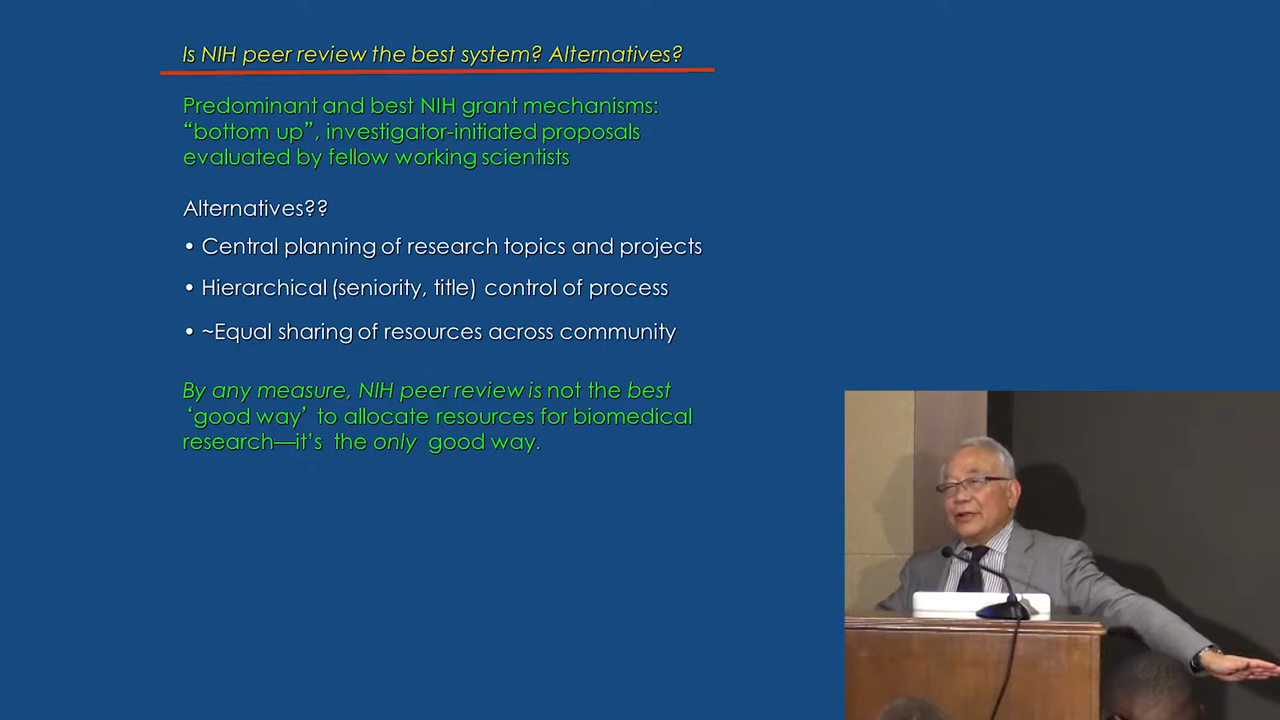 Is NIH peer review the best system? Alternatives?
Predominant and best NIH grant mechanisms:
“bottom up”, investigator-initiated proposals
evaluated by fellow working scientists
Alternatives??
• Central planning of research topics and projects
• Hierarchical (seniority, title) control of process
• ~Equal sharing of resources across community
By any measure, NIH peer review is not the best
‘good way’ to allocate resources for biomedical
research—it’s the only good way.